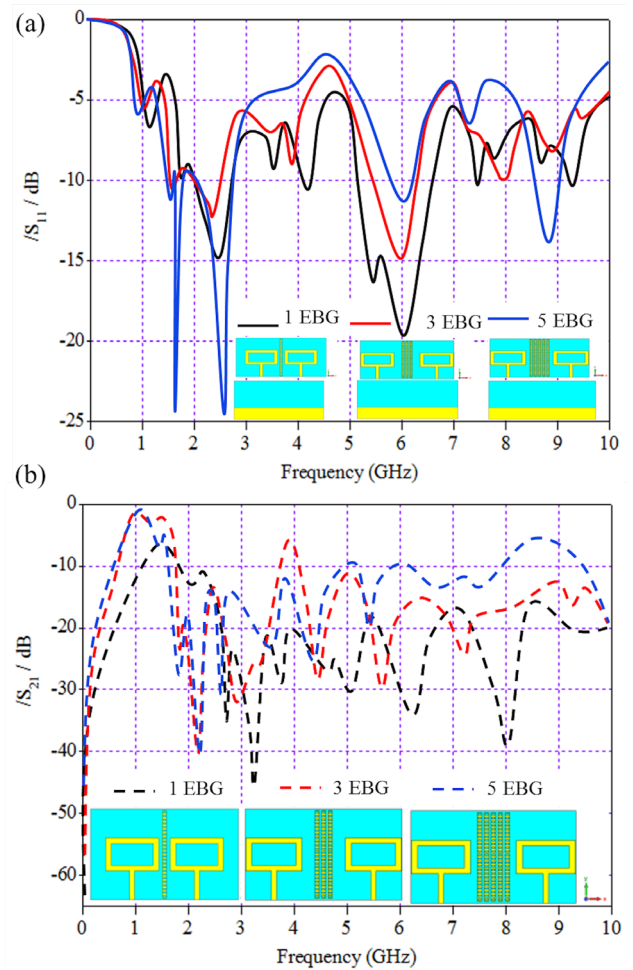 (a)
0
-5
-10
-15
-20
-25
/S11 / dB
1 EBG 3 EBG 5 EBG
0 1 2 3 4 5 6 7 8 9 10
Frequency (GHz)
(b)
0
-10
-20
-30
-40
-50
-60
/S21 / dB
1 EBG 3 EBG 5 EBG
0 1 2 3 4 5 6 7 8 9 10
Frequency (GHz)